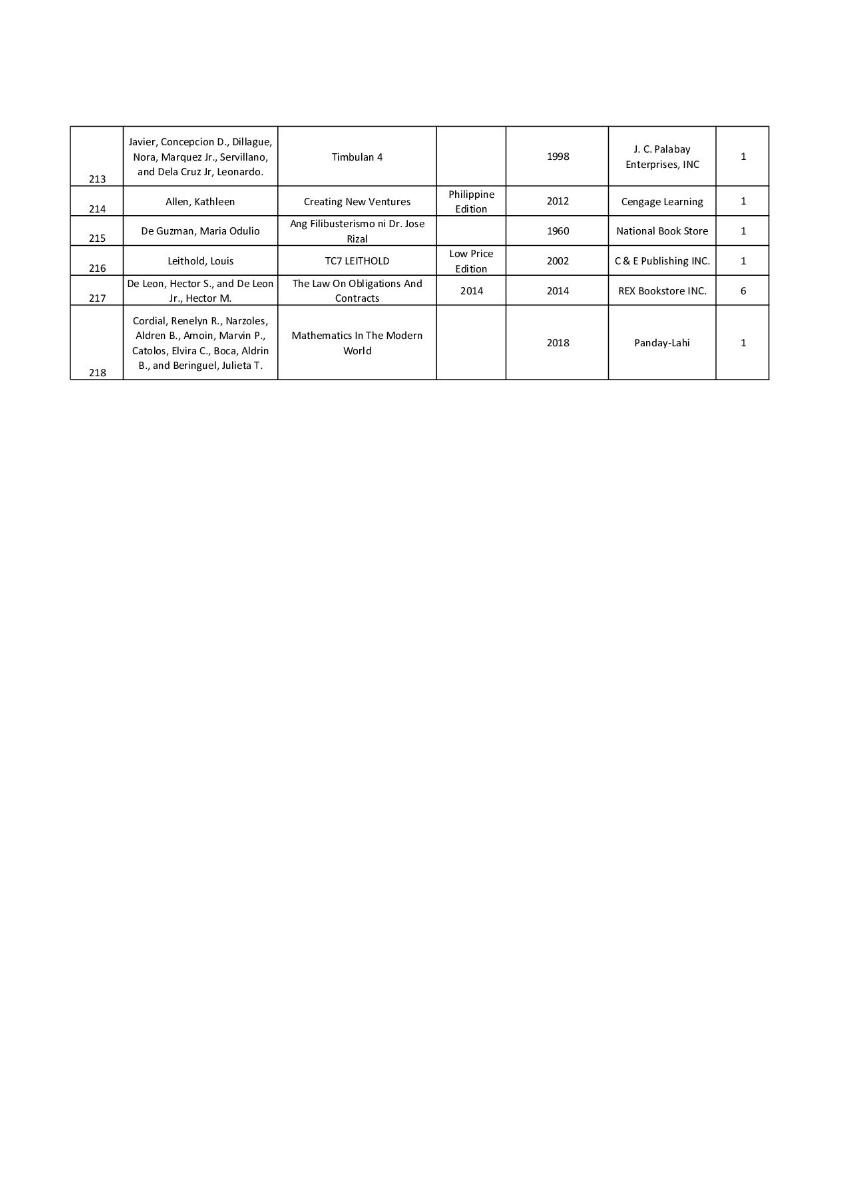 213 Javier, Concepcion D., Dillague,
Nora, Marquez Jr., Servillano,
and Dela Cruz Jr, Leonardo. Timbulan 4 1998 J. C. Palabay
Enterprises, INC 1
214 Allen, Kathleen Creating New Ventures Philippine
Edition 2012 Cengage Learning 1
215 De Guzman, Maria Odulio Ang Filibusterismo ni Dr. Jose
Rizal 1960 National Book Store 1
216 Leithold, Louis TC7 LEITHOLD Low Price
Edition 2002 C & E Publishing INC. 1
217 De Leon, Hector S., and De Leon
Jr., Hector M. The Law On Obligations And
Contracts 2014 2014 REX Bookstore INC. 6
218 Cordial, Renelyn R., Narzoles,
Aldren B., Amoin, Marvin P.,
Catolos, Elvira C., Boca, Aldrin
B., and Beringuel, Julieta T. Mathematics In The Modern
World 2018 Panday-Lahi 1